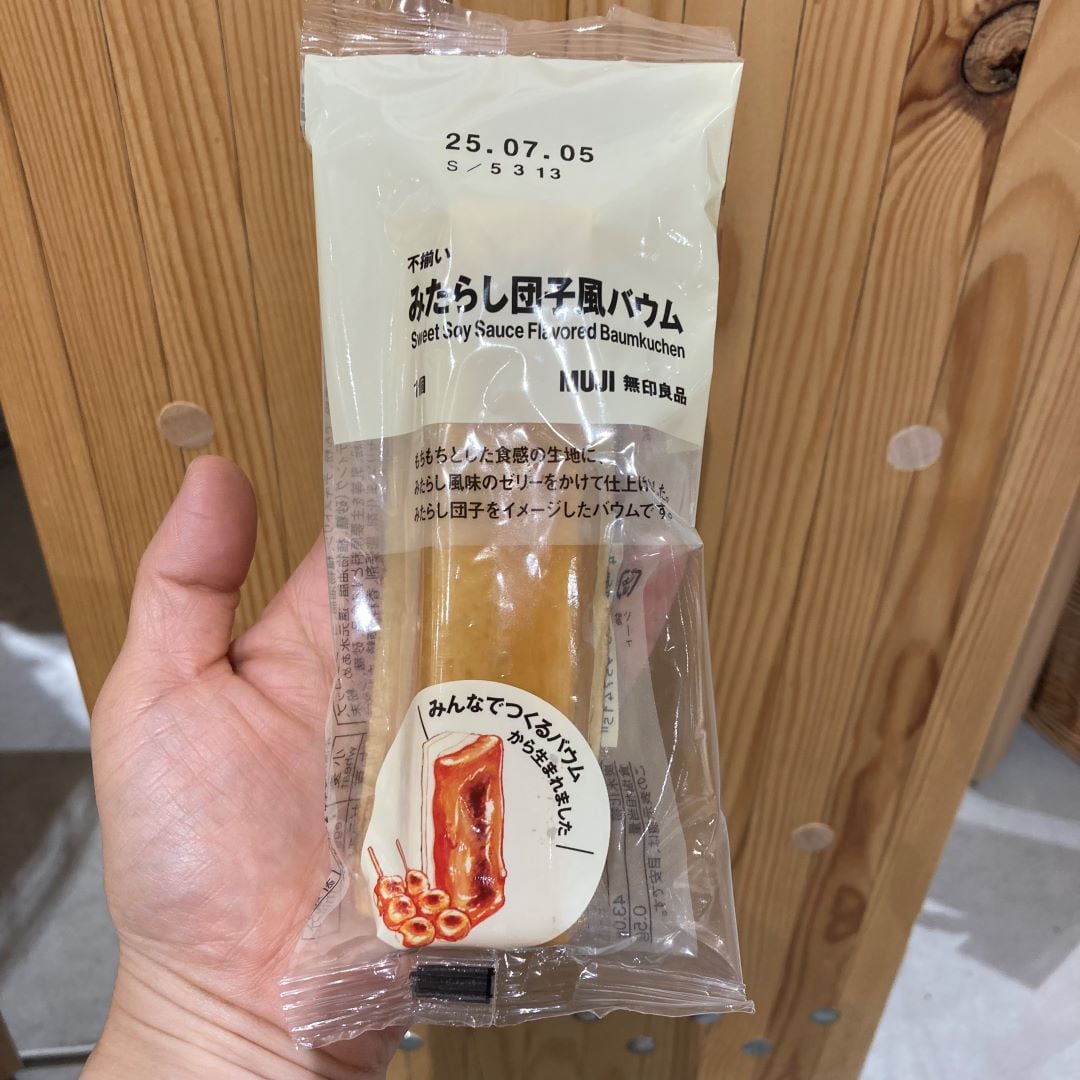 25.07.05
S/5313
不揃い
みたらし団子風バウム
Sweet Soy Sauce Flavored Baumkuchen
1個
MUJI 無印良品
もちもちとした食感の生地に、
みたらし風味のゼリーをかけて仕上げました。
みたらし団子をイメージしたバウムです。
みんなでつくるバウム
から生まれました